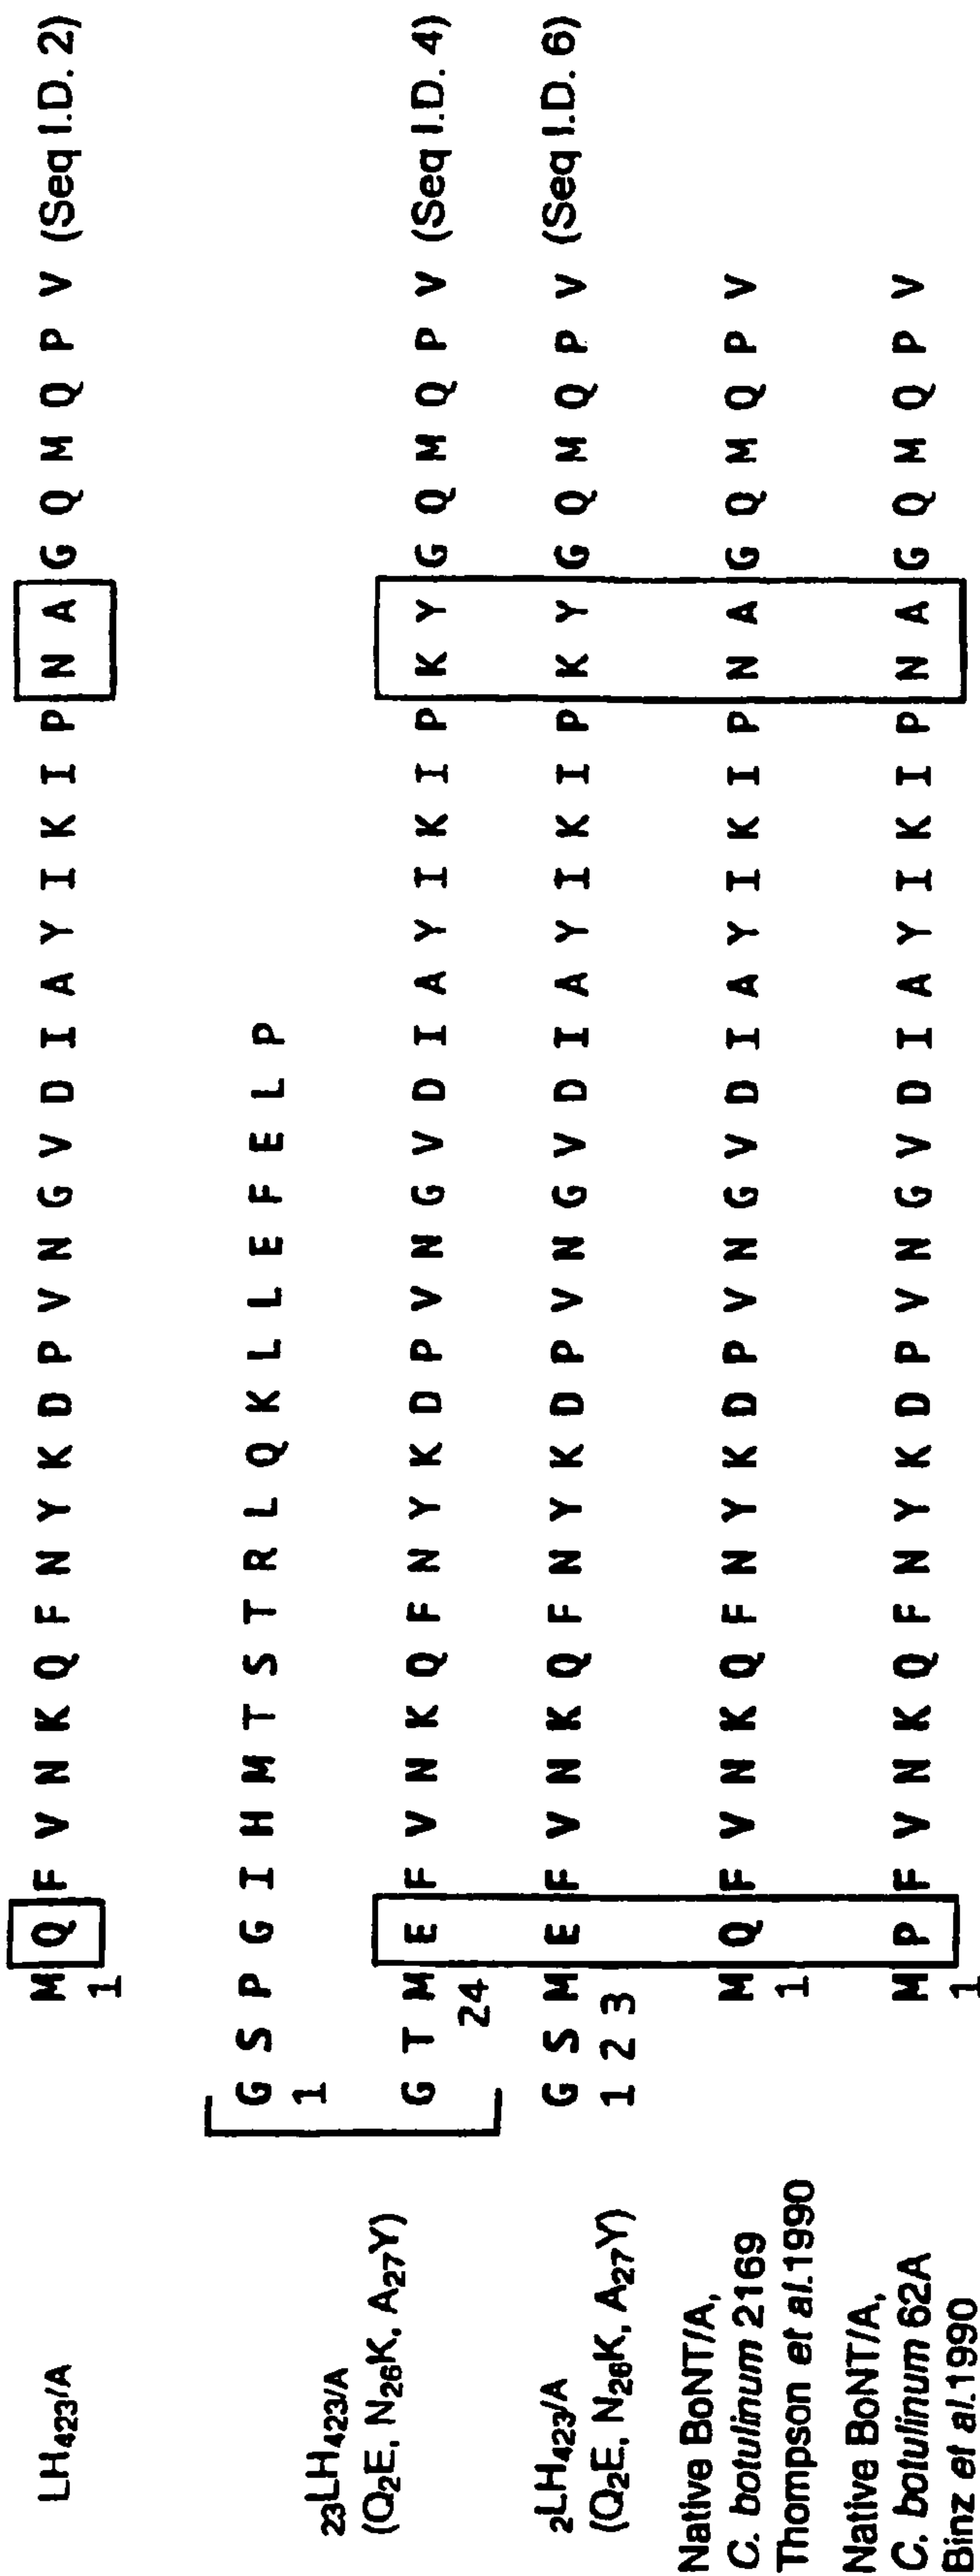 LH₄₂₃/A M Q F V N K Q F N Y K D P V N G V D I A Y I K I P N A G Q M Q P V (Seq I.D. 2)
1
G S P G I H M T S T R L Q K L L E F E L P
1
₂₃LH₄₂₃/A
(Q₂E, N₂₆K, A₂₇Y)
G T M E F V N K Q F N Y K D P V N G V D I A Y I K I P K Y G Q M Q P V (Seq I.D. 4)
24
₂LH₄₂₃/A G S M E F V N K Q F N Y K D P V N G V D I A Y I K I P K Y G Q M Q P V (Seq I.D. 6)
(Q₂E, N₂₆K, A₂₇Y) 1 2 3
Native BoNT/A,
C. botulinum 2169 M Q F V N K Q F N Y K D P V N G V D I A Y I K I P N A G Q M Q P V
Thompson et al.1990 1
Native BoNT/A,
C. botulinum 62A M P F V N K Q F N Y K D P V N G V D I A Y I K I P N A G Q M Q P V
Binz et al.1990 1